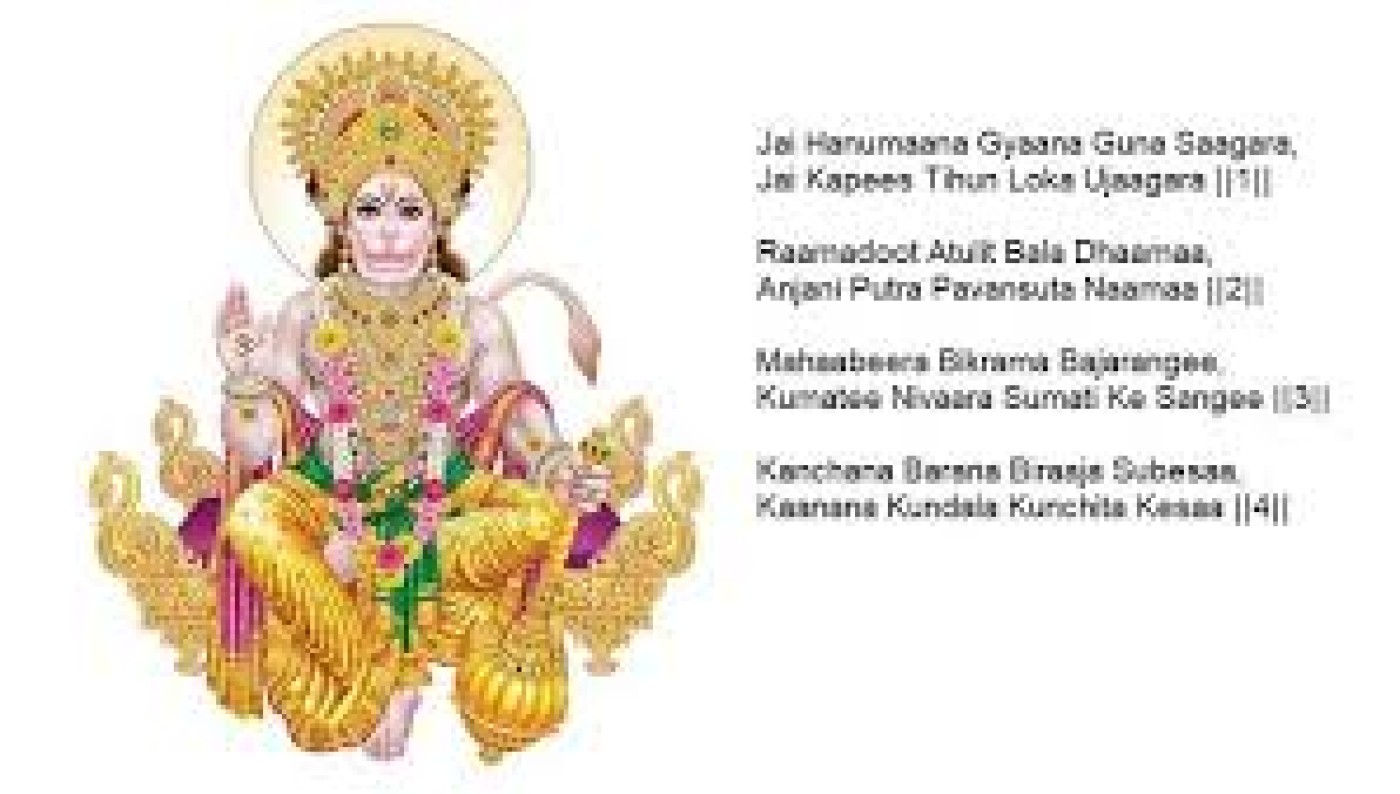 Jai Hanumaana Gyaana Guna Saagara,
Jai Kapees Tihun Loka Ujaagara ||1||
Raamadoot Atulit Bala Dhaamaa,
Anjani Putra Pavansuta Naamaa ||2||
Mahaabeera Bikrama Bajarangee,
Kumatee Nivaara Sumati Ke Sangee ||3||
Kanchana Barana Biraaja Subesaa,
Kaanana Kundala Kunchita Kesaa ||4||